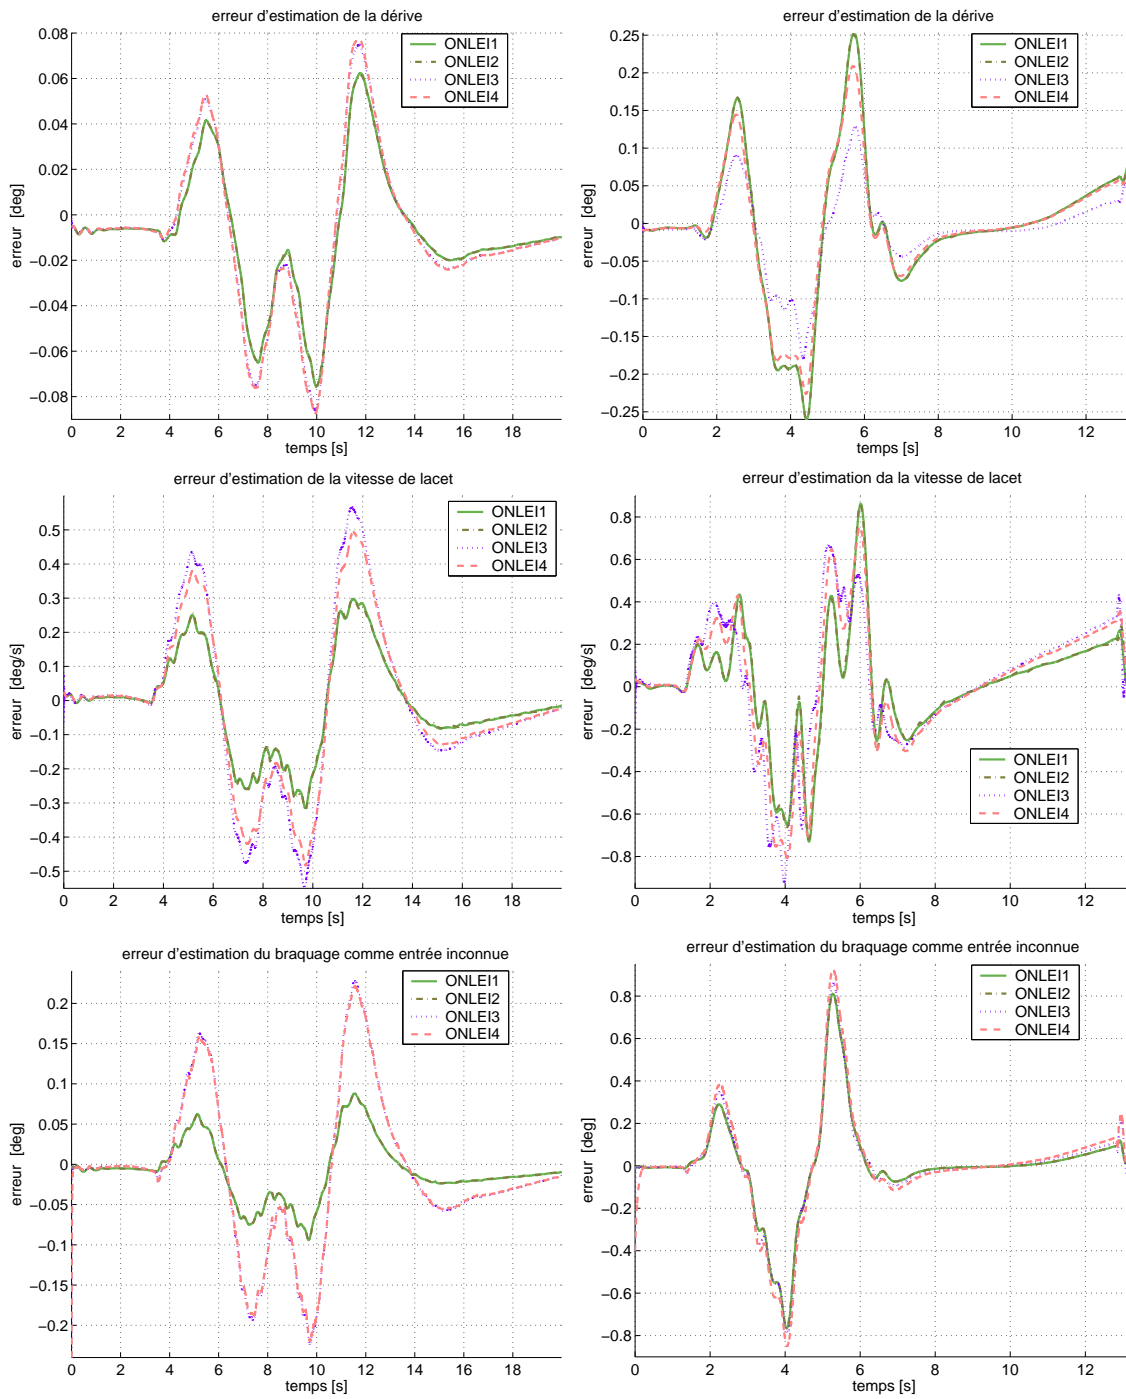 erreur d'estimation de la dérive
ONLEI1
ONLEI2
ONLEI3
ONLEI4
0.08
0.06
0.04
0.02
0
−0.02
−0.04
−0.06
−0.08
erreur [deg]
0 2 4 6 8 10 12 14 16 18
temps [s]
erreur d'estimation de la dérive
ONLEI1
ONLEI2
ONLEI3
ONLEI4
0.25
0.2
0.15
0.1
0.05
0
−0.05
−0.1
−0.15
−0.2
−0.25
erreur [deg]
0 2 4 6 8 10 12
temps [s]
erreur d'estimation de la vitesse de lacet
ONLEI1
ONLEI2
ONLEI3
ONLEI4
0.5
0.4
0.3
0.2
0.1
0
−0.1
−0.2
−0.3
−0.4
−0.5
erreur [deg/s]
0 2 4 6 8 10 12 14 16 18
temps [s]
erreur d'estimation da la vitesse de lacet
0.8
0.6
0.4
0.2
0
−0.2
−0.4
−0.6
−0.8
erreur [deg/s]
ONLEI1
ONLEI2
ONLEI3
ONLEI4
0 2 4 6 8 10 12
temps [s]
erreur d'estimation du braquage comme entrée inconnue
ONLEI1
ONLEI2
ONLEI3
ONLEI4
0.2
0.15
0.1
0.05
0
−0.05
−0.1
−0.15
−0.2
erreur [deg]
0 2 4 6 8 10 12 14 16 18
temps [s]
erreur d'estimation du braquage comme entrée inconnue
ONLEI1
ONLEI2
ONLEI3
ONLEI4
0.8
0.6
0.4
0.2
0
−0.2
−0.4
−0.6
−0.8
erreur [deg]
0 2 4 6 8 10 12
temps [s]